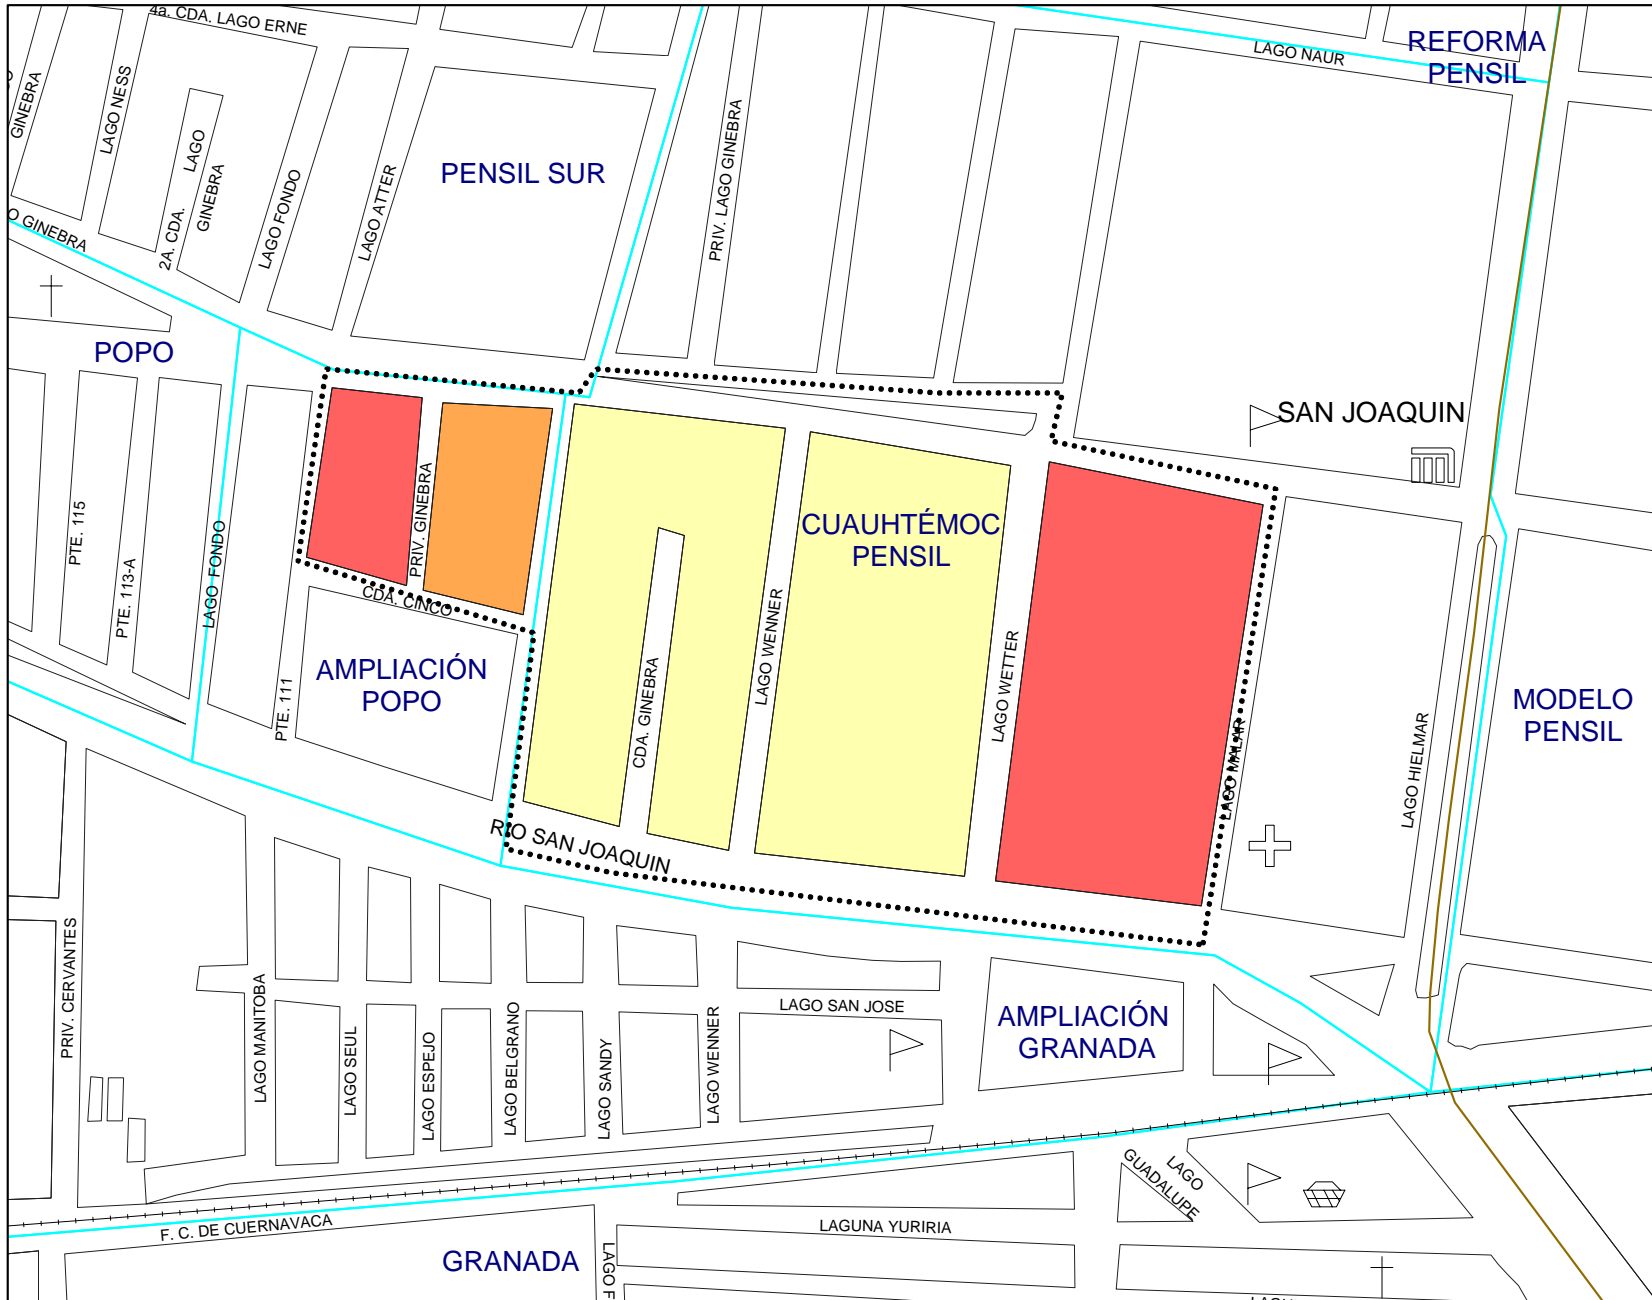 4a. CDA. LAGO ERNE
REFORMA
PENSIL
LAGO NAUR
GINEBRA
LAGO NESS
LAGO
GINEBRA
2A. CDA.
LAGO FONDO
LAGO ATTER
PENSIL SUR
PRIV. LAGO GINEBRA
O GINEBRA
POPO
SAN JOAQUIN
PTE. 115
PTE. 113-A
LAGO FONDO
PRIV. GINEBRA
CDA. CINCO
CUAUHTÉMOC
PENSIL
LAGO WENNER
CDA. GINEBRA
LAGO WETTER
LAGO MALAR
LAGO HIELMAR
MODELO
PENSIL
AMPLIACIÓN
POPO
PTE. 111
RIO SAN JOAQUIN
PRIV. CERVANTES
LAGO MANITOBA
LAGO SEUL
LAGO ESPEJO
LAGO BELGRANO
LAGO SANDY
LAGO WENNER
LAGO SAN JOSE
AMPLIACIÓN
GRANADA
LAGO
GUADALUPE
F. C. DE CUERNAVACA
LAGUNA YURIRIA
GRANADA
LAGO F